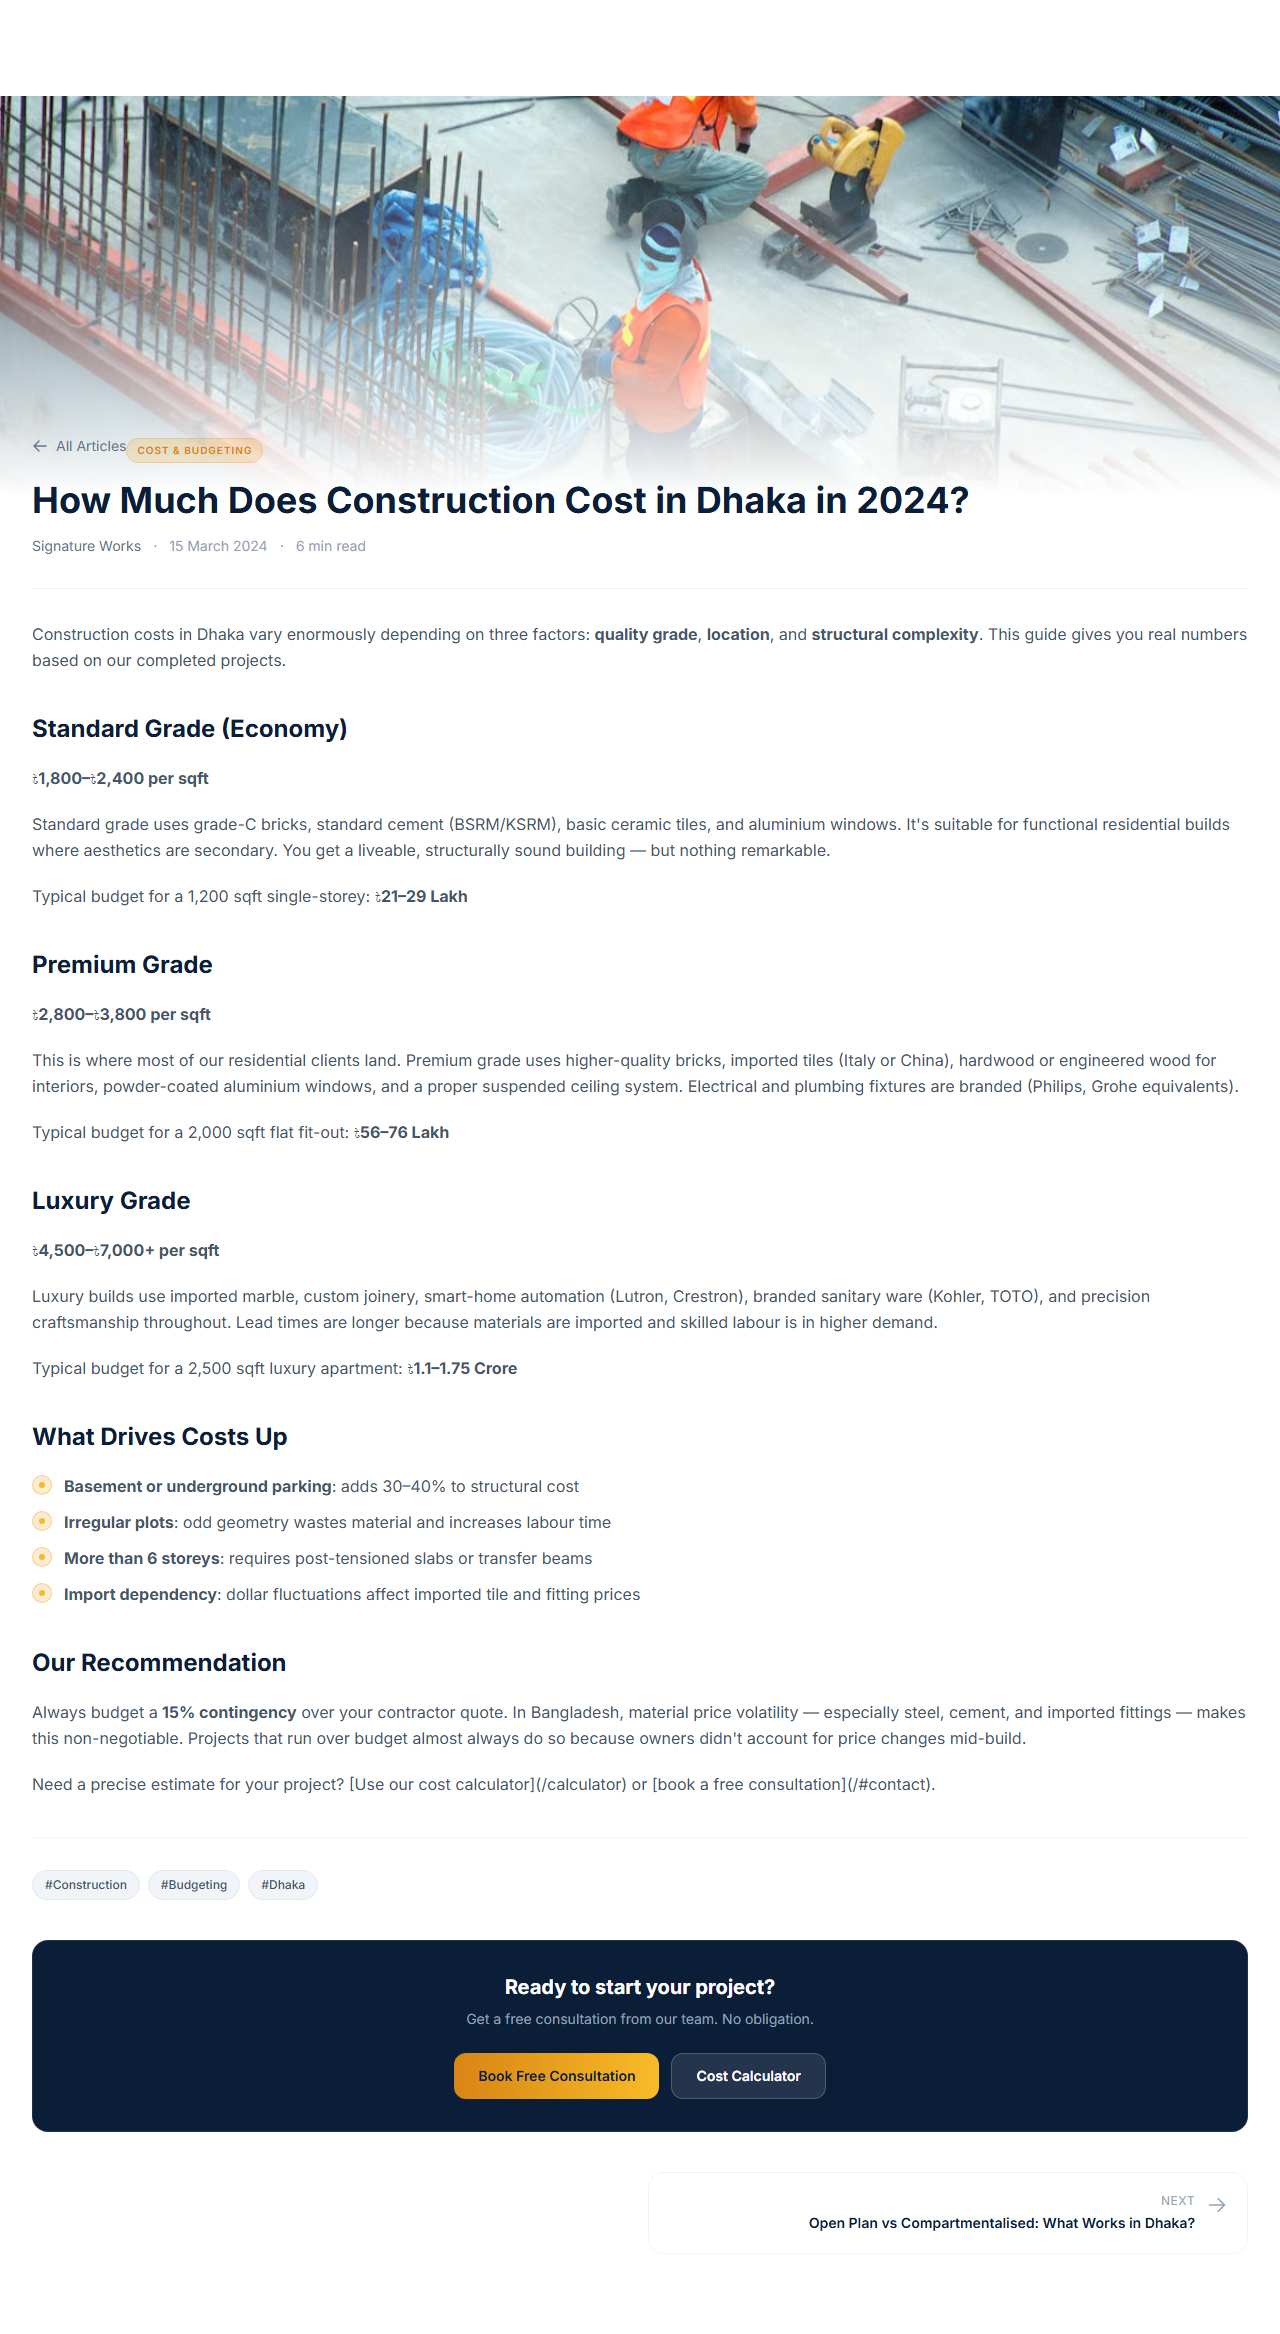 All Articles
COST & BUDGETING
How Much Does Construction Cost in Dhaka in 2024?
Signature Works · 15 March 2024 · 6 min read
Construction costs in Dhaka vary enormously depending on three factors: quality grade, location, and structural complexity. This guide gives you real numbers
based on our completed projects.
Standard Grade (Economy)
৳1,800–৳2,400 per sqft
Standard grade uses grade-C bricks, standard cement (BSRM/KSRM), basic ceramic tiles, and aluminium windows. It's suitable for functional residential builds
where aesthetics are secondary. You get a liveable, structurally sound building — but nothing remarkable.
Typical budget for a 1,200 sqft single-storey: ৳21–29 Lakh
Premium Grade
৳2,800–৳3,800 per sqft
This is where most of our residential clients land. Premium grade uses higher-quality bricks, imported tiles (Italy or China), hardwood or engineered wood for
interiors, powder-coated aluminium windows, and a proper suspended ceiling system. Electrical and plumbing fixtures are branded (Philips, Grohe equivalents).
Typical budget for a 2,000 sqft flat fit-out: ৳56–76 Lakh
Luxury Grade
৳4,500–৳7,000+ per sqft
Luxury builds use imported marble, custom joinery, smart-home automation (Lutron, Crestron), branded sanitary ware (Kohler, TOTO), and precision
craftsmanship throughout. Lead times are longer because materials are imported and skilled labour is in higher demand.
Typical budget for a 2,500 sqft luxury apartment: ৳1.1–1.75 Crore
What Drives Costs Up
Basement or underground parking: adds 30–40% to structural cost
Irregular plots: odd geometry wastes material and increases labour time
More than 6 storeys: requires post-tensioned slabs or transfer beams
Import dependency: dollar fluctuations affect imported tile and fitting prices
Our Recommendation
Always budget a 15% contingency over your contractor quote. In Bangladesh, material price volatility — especially steel, cement, and imported fittings — makes
this non-negotiable. Projects that run over budget almost always do so because owners didn't account for price changes mid-build.
Need a precise estimate for your project? [Use our cost calculator](/calculator) or [book a free consultation](/#contact).
#Construction #Budgeting #Dhaka
Ready to start your project?
Get a free consultation from our team. No obligation.
Book Free Consultation Cost Calculator
NEXT
Open Plan vs Compartmentalised: What Works in Dhaka?